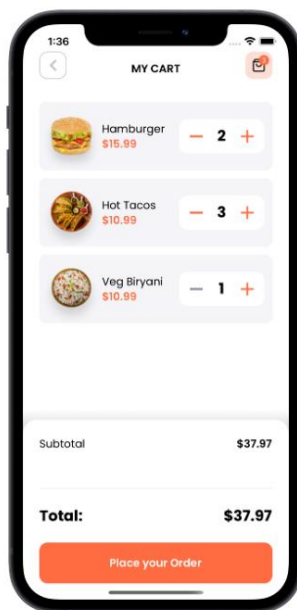 1:36
MY CART
Hamburger
$15.99
− 2 +
Hot Tacos
$10.99
− 3 +
Veg Biryani
$10.99
− 1 +
Subtotal $37.97
Total: $37.97
Place your Order